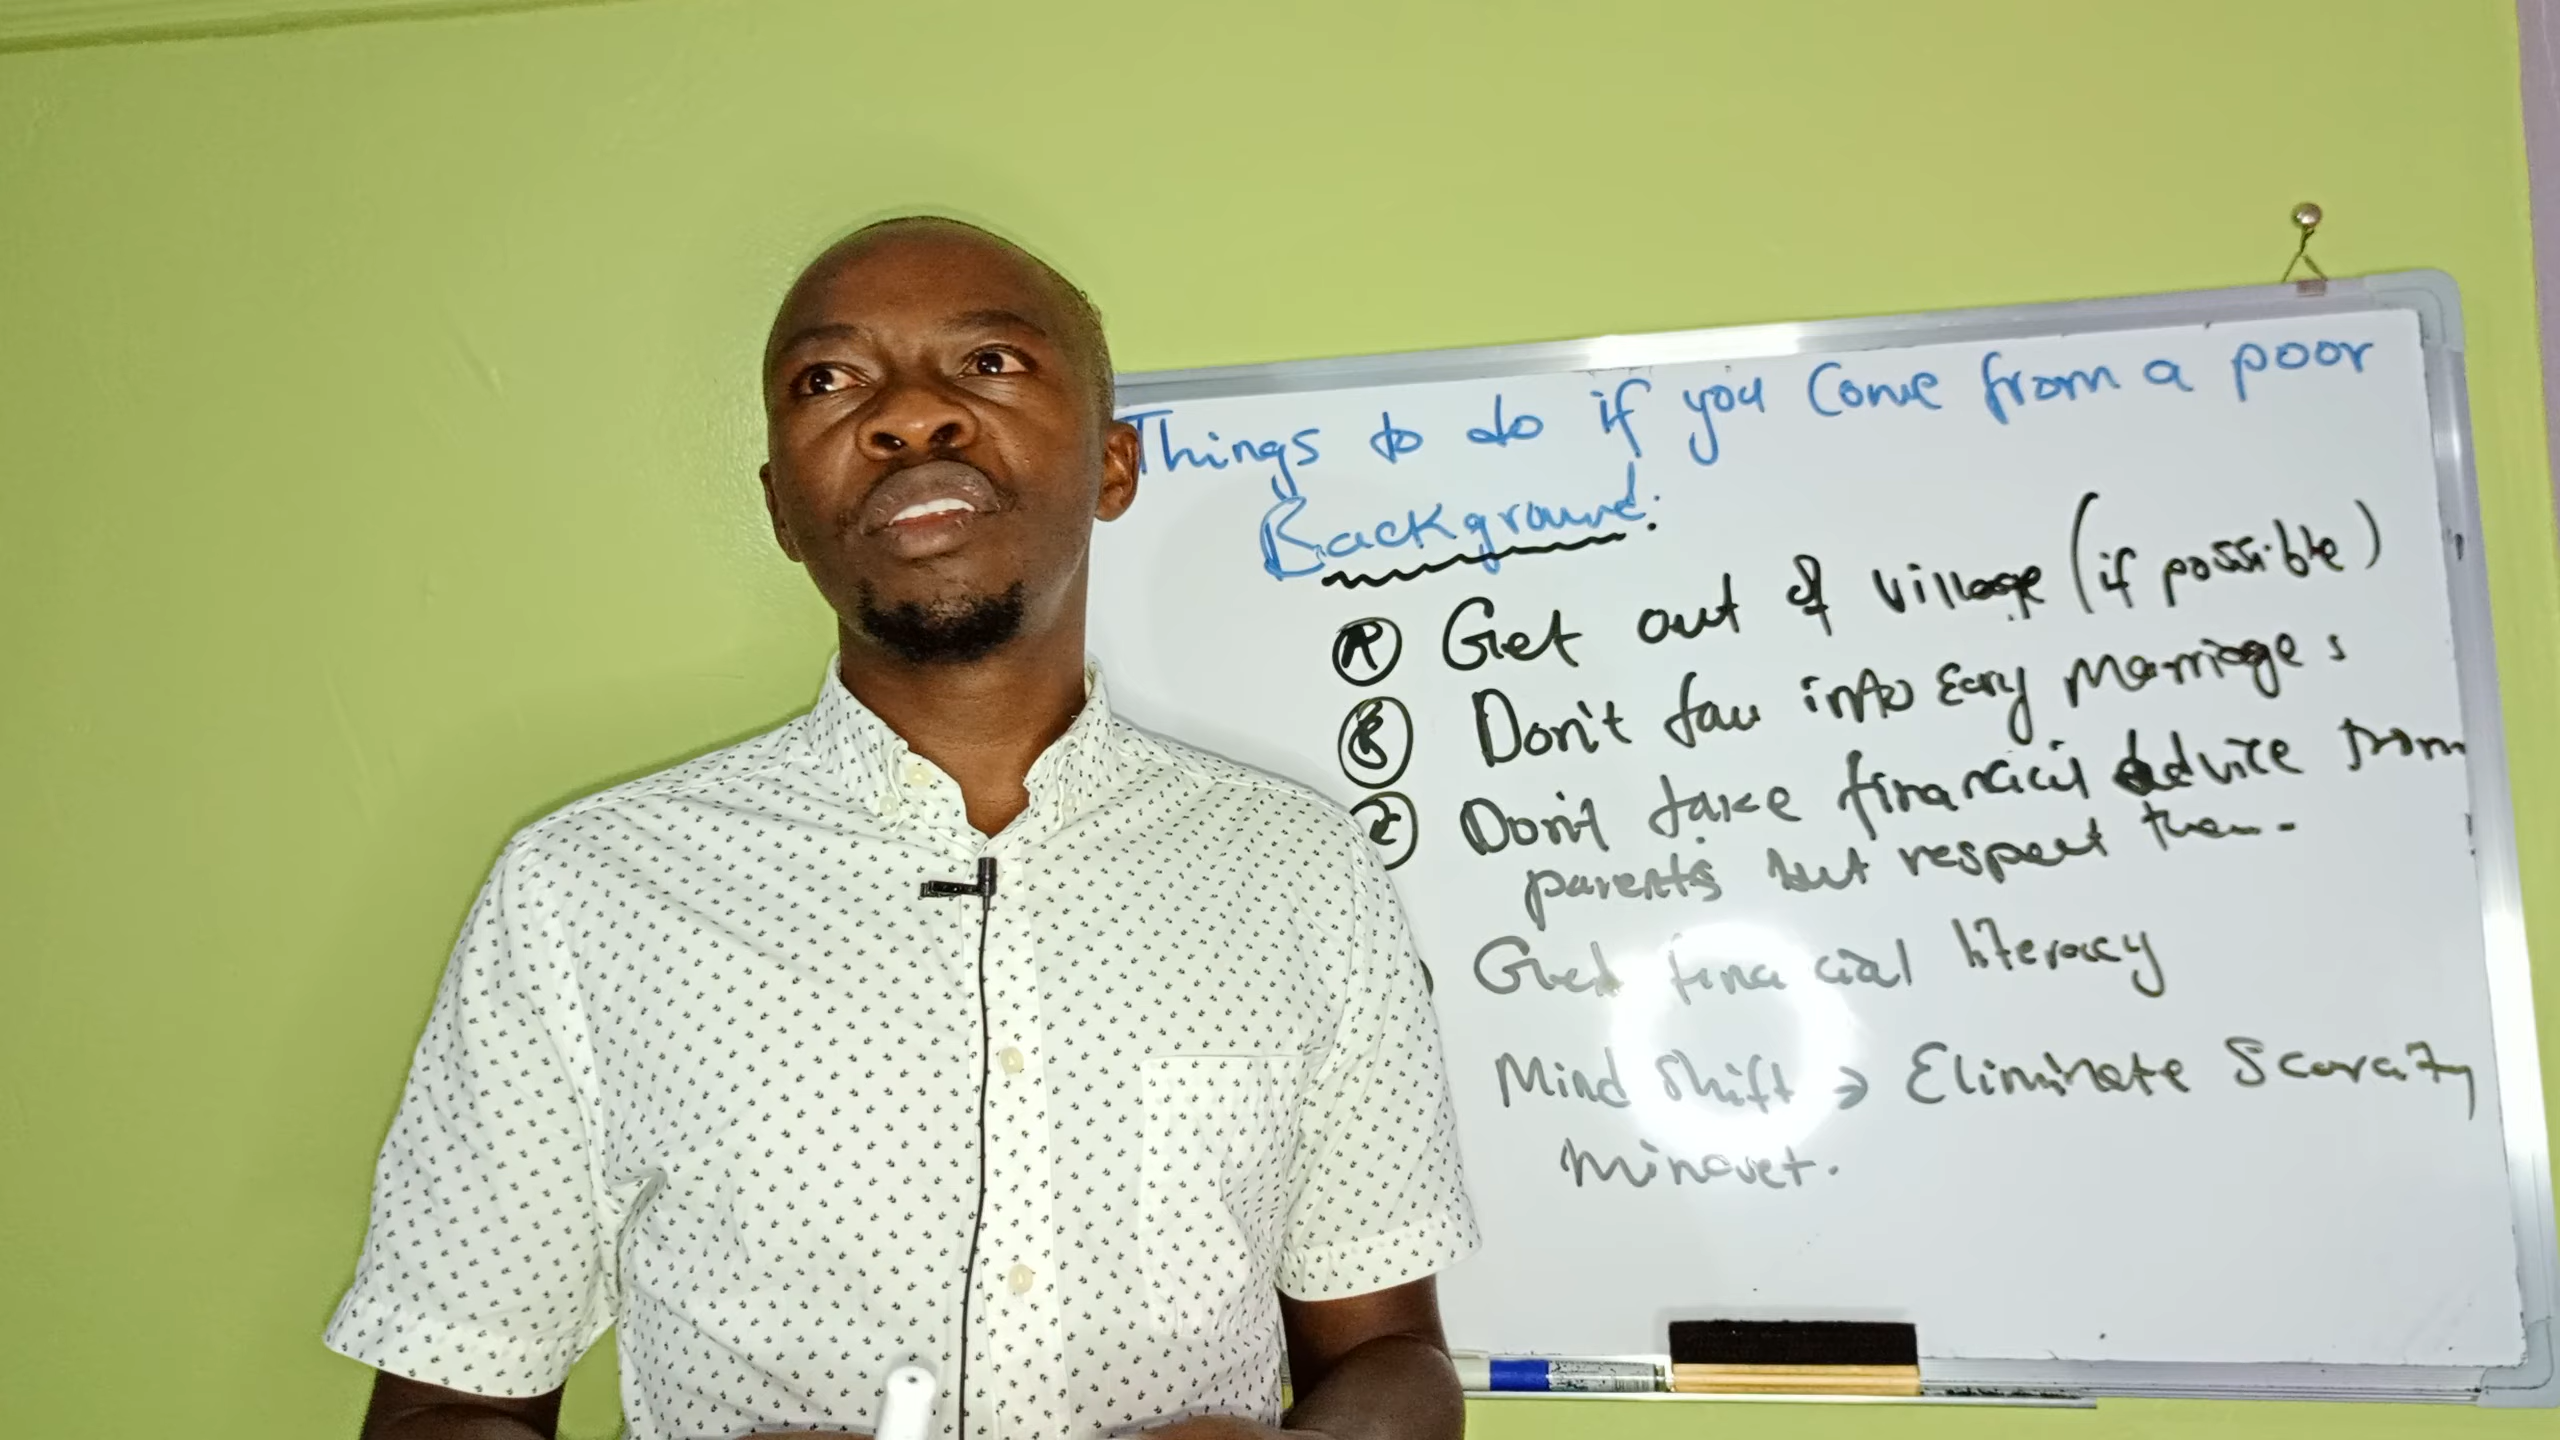 Things to do if you Come from a poor
Background:
A Get out of village (if possible)
B Don't fall into Early Marriages
C Don't take financial advice from
parents but respect them.
Good financial literacy
Mind Shift → Eliminate Scarcity
Mindset.